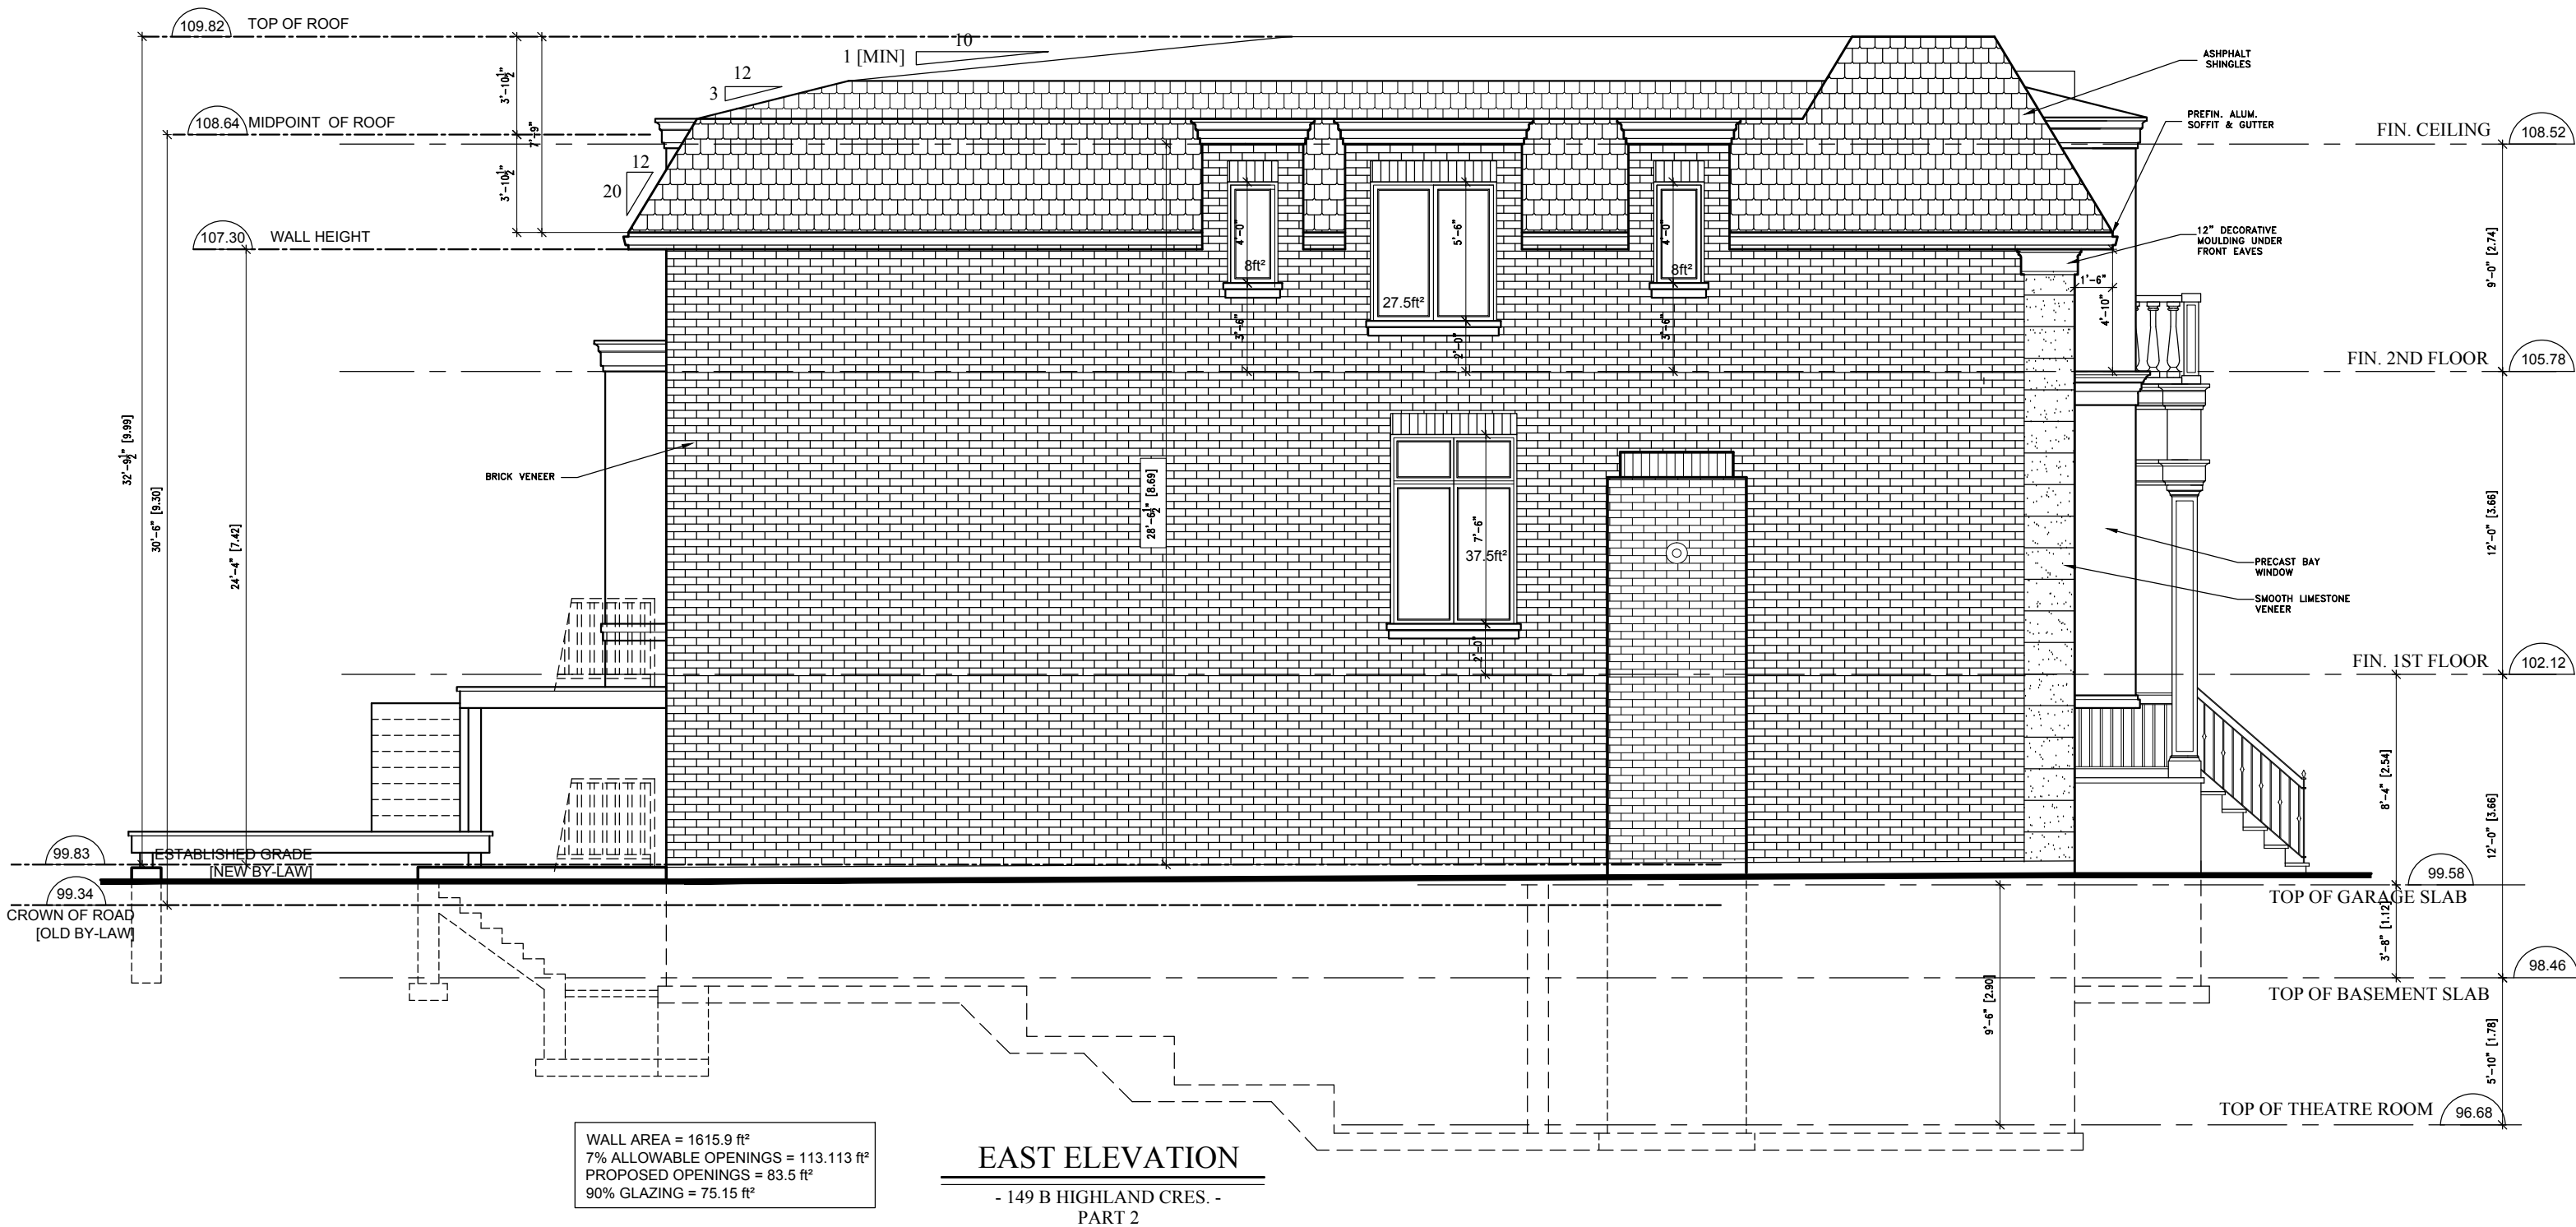 109.82 TOP OF ROOF
108.64 MIDPOINT OF ROOF
107.30 WALL HEIGHT
3'-10½"
3'-10½"
7'-9"
1 [MIN]
10
12
3
12
20
ASHPHALT
SHINGLES
PREFIN. ALUM.
SOFFIT & GUTTER
12" DECORATIVE
MOULDING UNDER
FRONT EAVES
FIN. CEILING 108.52
9'-0" [2.74]
FIN. 2ND FLOOR 105.78
12'-0" [3.66]
FIN. 1ST FLOOR 102.12
4'-0"
8ft²
3'-6"
5'-6"
27.5ft²
2'-0"
4'-0"
8ft²
3'-6"
1'-6"
4'-10"
32'-9½" [9.99]
30'-6" [9.30]
24'-4" [7.42]
BRICK VENEER
28'-6½" [8.69]
7'-6"
37.5ft²
2'-0"
PRECAST BAY
WINDOW
SMOOTH LIMESTONE
VENEER
8'-4" [2.54]
12'-0" [3.66]
99.83 ESTABLISHED GRADE
[NEW BY-LAW]
99.34
CROWN OF ROAD
[OLD BY-LAW]
99.58
TOP OF GARAGE SLAB
3'-8" [1.12]
98.46
TOP OF BASEMENT SLAB
9'-6" [2.90]
5'-10" [1.78]
TOP OF THEATRE ROOM 96.68
WALL AREA = 1615.9 ft²
7% ALLOWABLE OPENINGS = 113.113 ft²
PROPOSED OPENINGS = 83.5 ft²
90% GLAZING = 75.15 ft²
EAST ELEVATION
- 149 B HIGHLAND CRES. -
PART 2